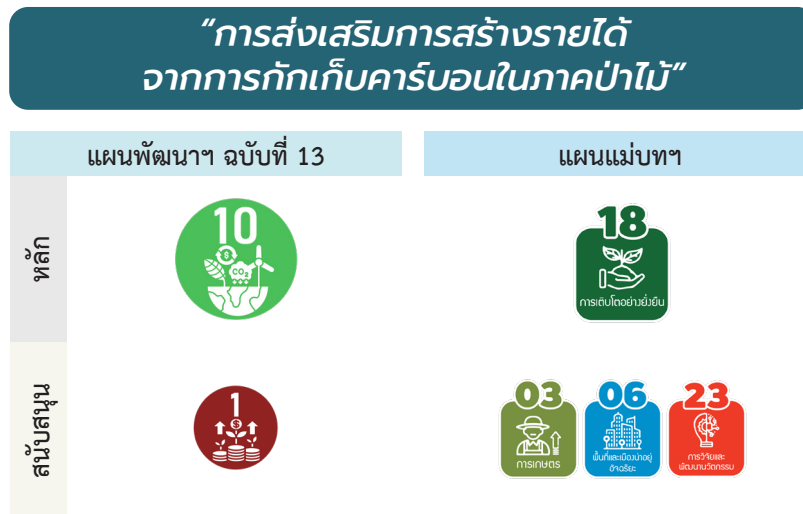 “การส่งเสริมการสร้างรายได้
จากการกักเก็บคาร์บอนในภาคป่าไม้”
แผนพัฒนาฯ ฉบับที่ 13
แผนแม่บทฯ
หลัก
10
$
CO₂
18
การเติบโตอย่างยั่งยืน
สนับสนุน
1
$
03
การเกษตร
06
พื้นที่และเมืองน่าอยู่
อัจฉริยะ
23
การวิจัยและ
พัฒนานวัตกรรม